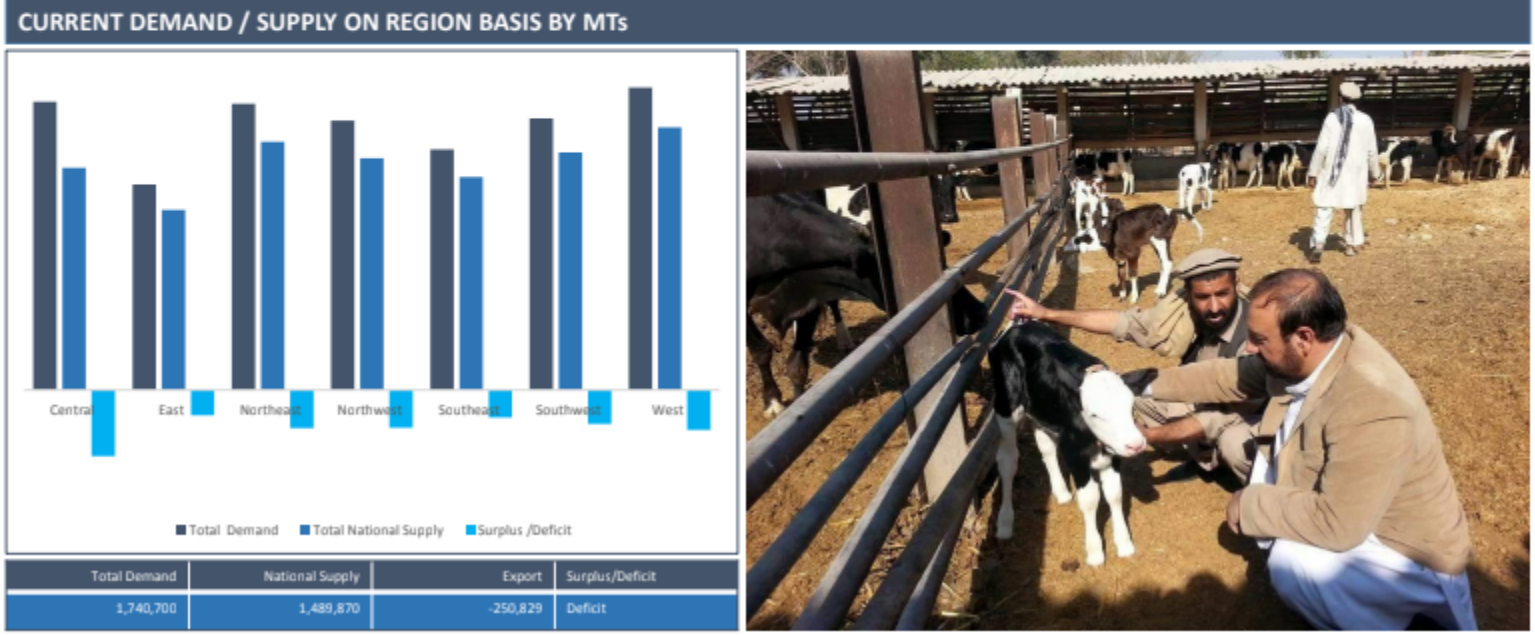 CURRENT DEMAND / SUPPLY ON REGION BASIS BY MTs
Central East Northeast Northwest Southeast Southwest West
Total Demand Total National Supply Surplus /Deficit
Total Demand National Supply Export Surplus/Deficit
1,740,700 1,489,870 -250,829 Deficit